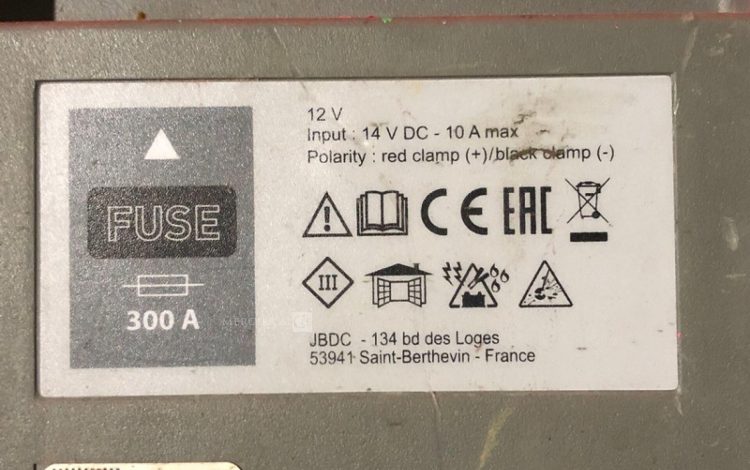 FUSE
300 A
12 V
Input : 14 V DC - 10 A max
Polarity : red clamp (+)/black clamp (-)
CE EAC
III
JBDC - 134 bd des Loges
53941 Saint-Berthevin - France